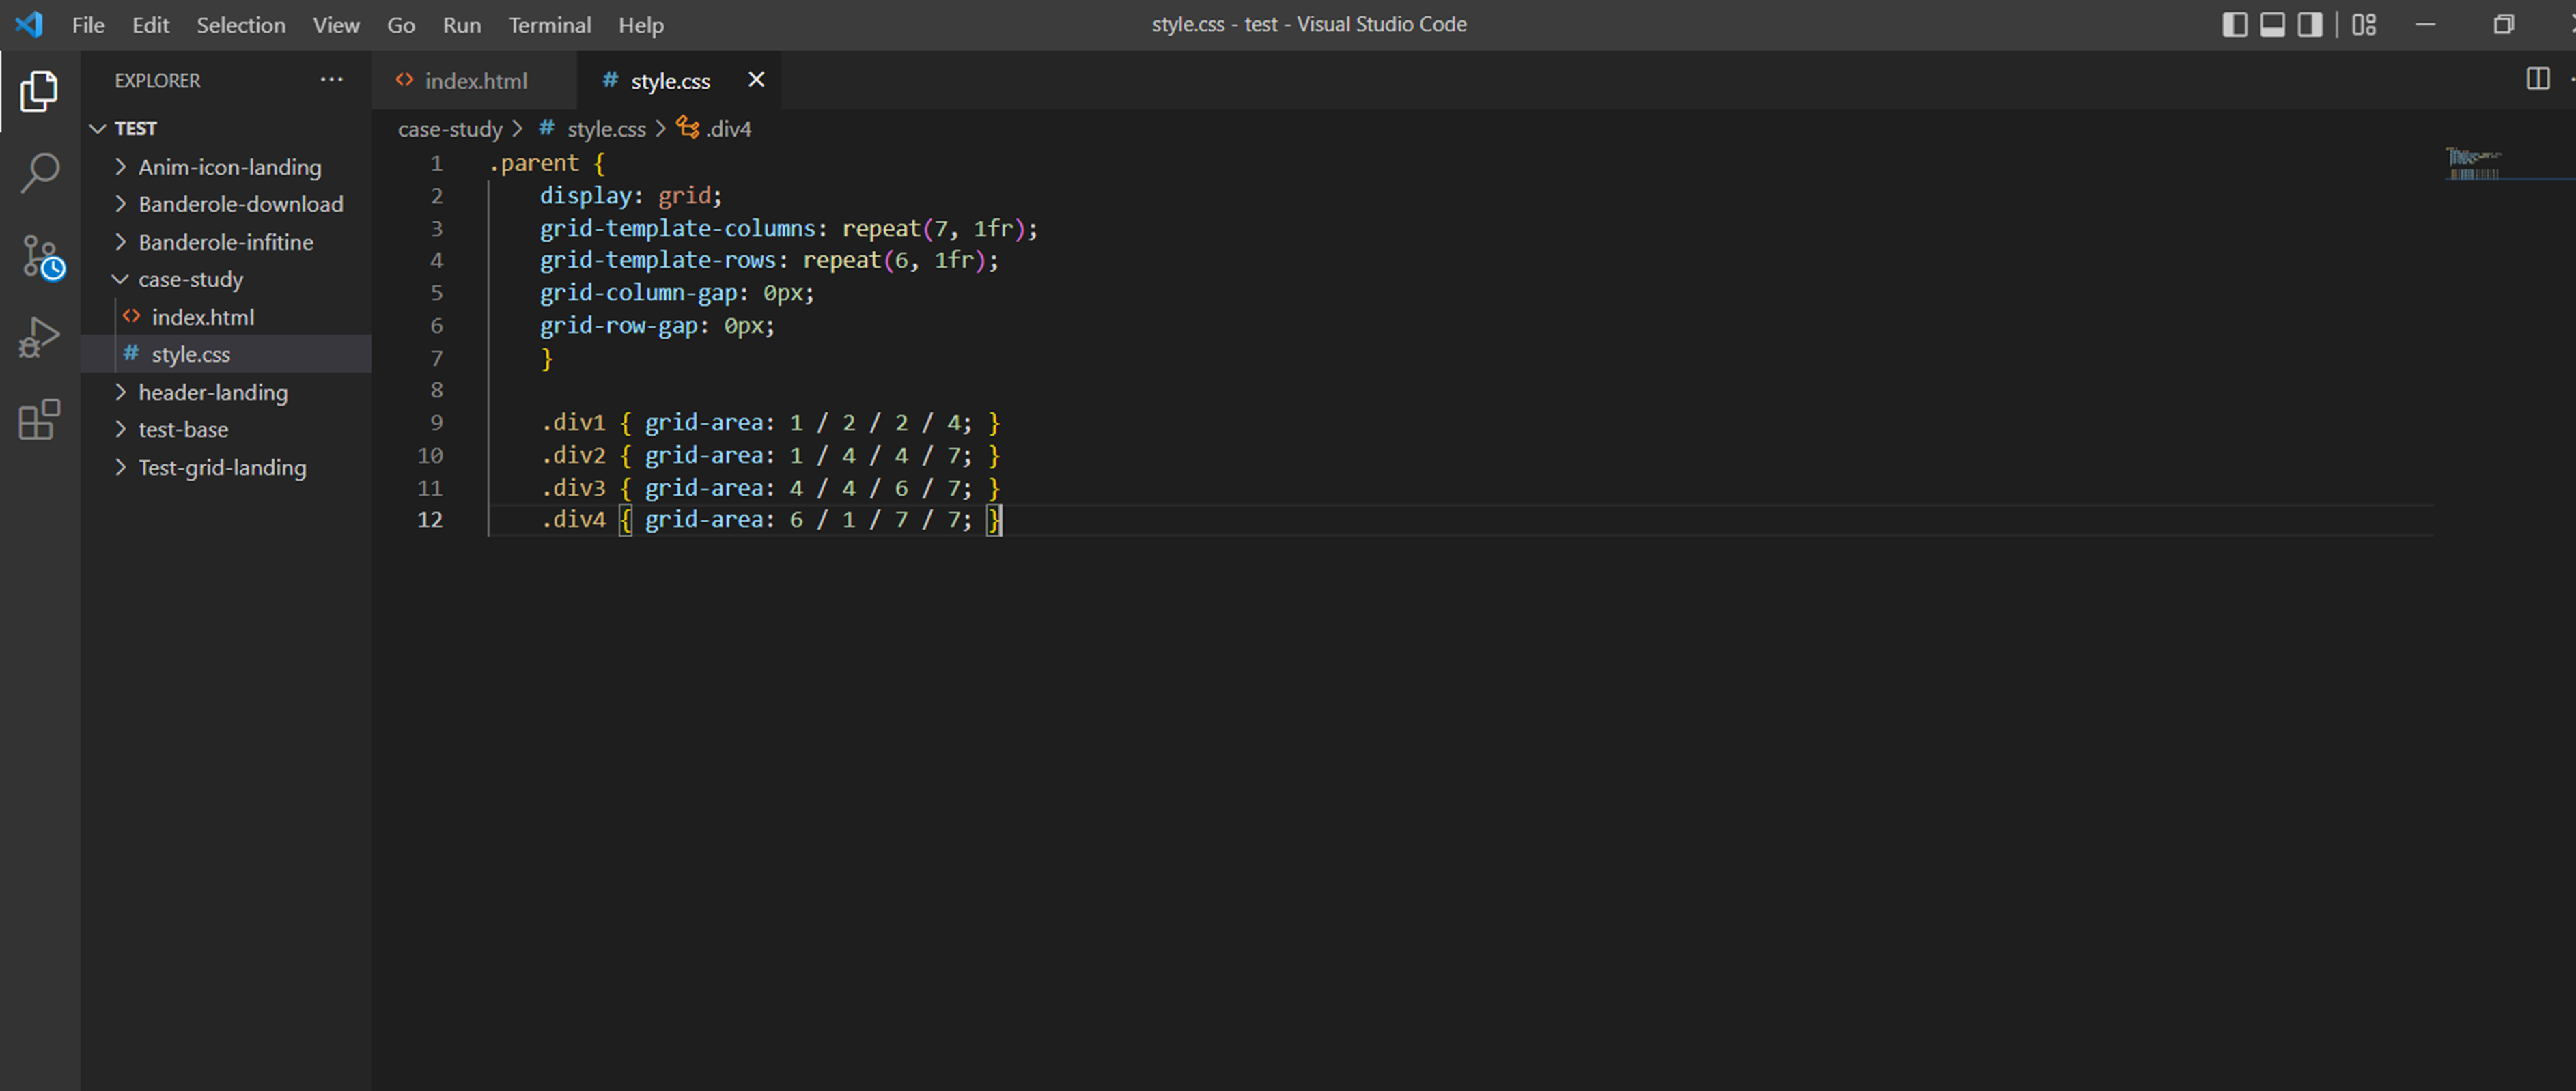 File Edit Selection View Go Run Terminal Help
style.css - test - Visual Studio Code
EXPLORER
TEST
Anim-icon-landing
Banderole-download
Banderole-infitine
case-study
index.html
style.css
header-landing
test-base
Test-grid-landing
index.html
style.css
case-study > # style.css > .div4
1 .parent {
2 display: grid;
3 grid-template-columns: repeat(7, 1fr);
4 grid-template-rows: repeat(6, 1fr);
5 grid-column-gap: 0px;
6 grid-row-gap: 0px;
7 }
8
9 .div1 { grid-area: 1 / 2 / 2 / 4; }
10 .div2 { grid-area: 1 / 4 / 4 / 7; }
11 .div3 { grid-area: 4 / 4 / 6 / 7; }
12 .div4 { grid-area: 6 / 1 / 7 / 7; }